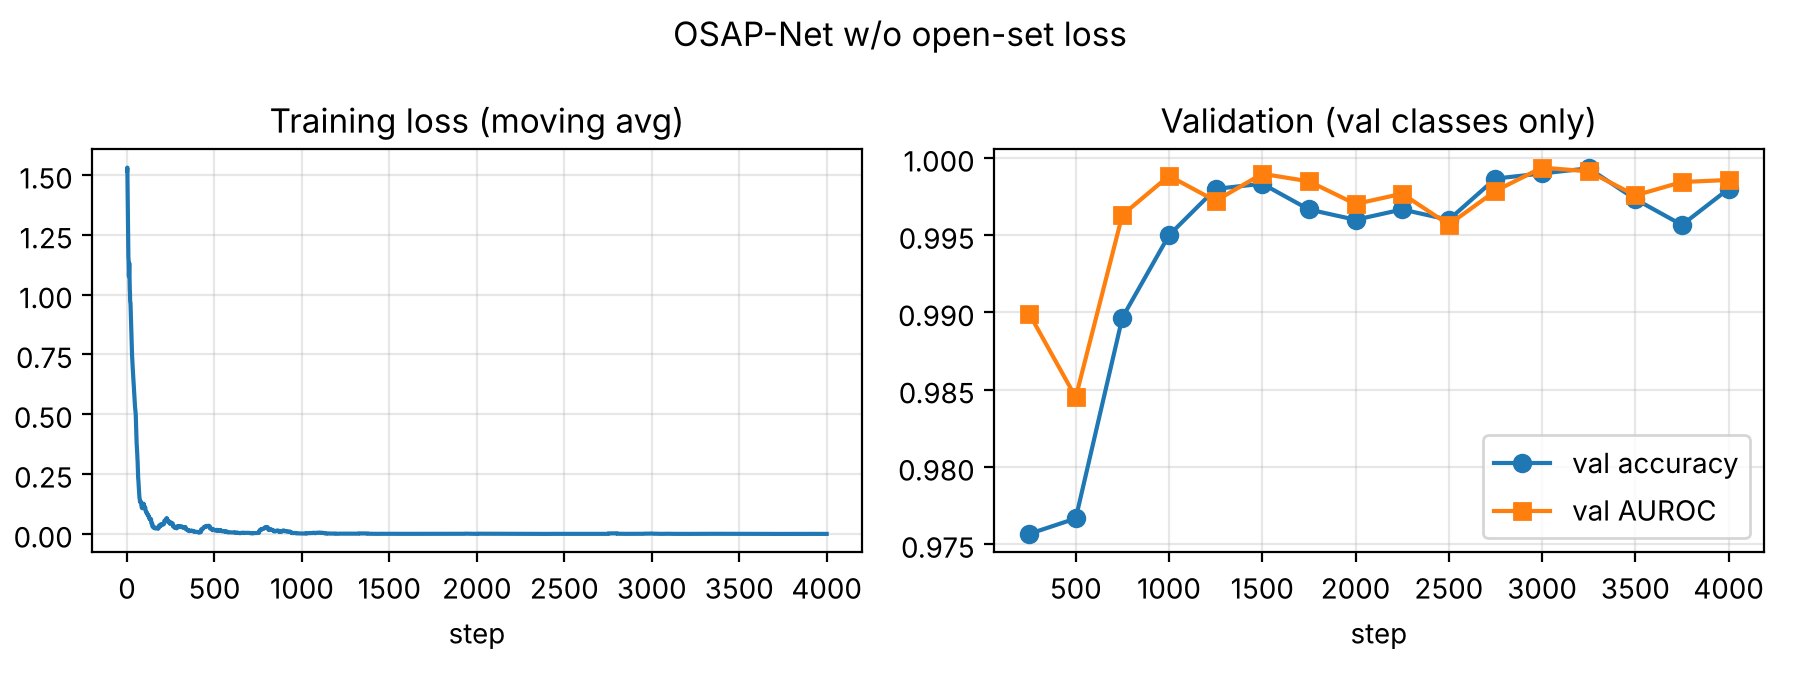 OSAP-Net w/o open-set loss
Training loss (moving avg)
1.50
1.25
1.00
0.75
0.50
0.25
0.00
0 500 1000 1500 2000 2500 3000 3500 4000
step
Validation (val classes only)
1.000
0.995
0.990
0.985
0.980
0.975
val accuracy
val AUROC
500 1000 1500 2000 2500 3000 3500 4000
step